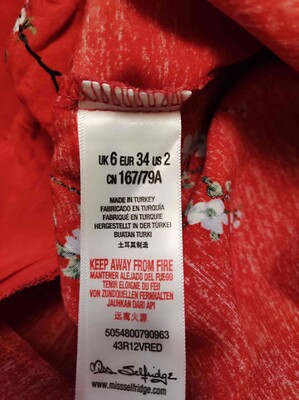 UK 6 EUR 34 US 2
CN 167/79A
MADE IN TURKEY
FABRICADO EN TURQUÍA
FABRIQUÉ EN TURQUIE
HERGESTELLT IN DER TÜRKEI
BUATAN TURKI
土耳其制造
KEEP AWAY FROM FIRE
MANTENER ALEJADO DEL FUEGO
TENIR ELOIGNE DU FEU
VON ZUNDQUELLEN FERNHALTEN
JAUHKAN DARI API
远离火源
5054800790963
43R12VRED
Miss Selfridge
www.missselfridge.com